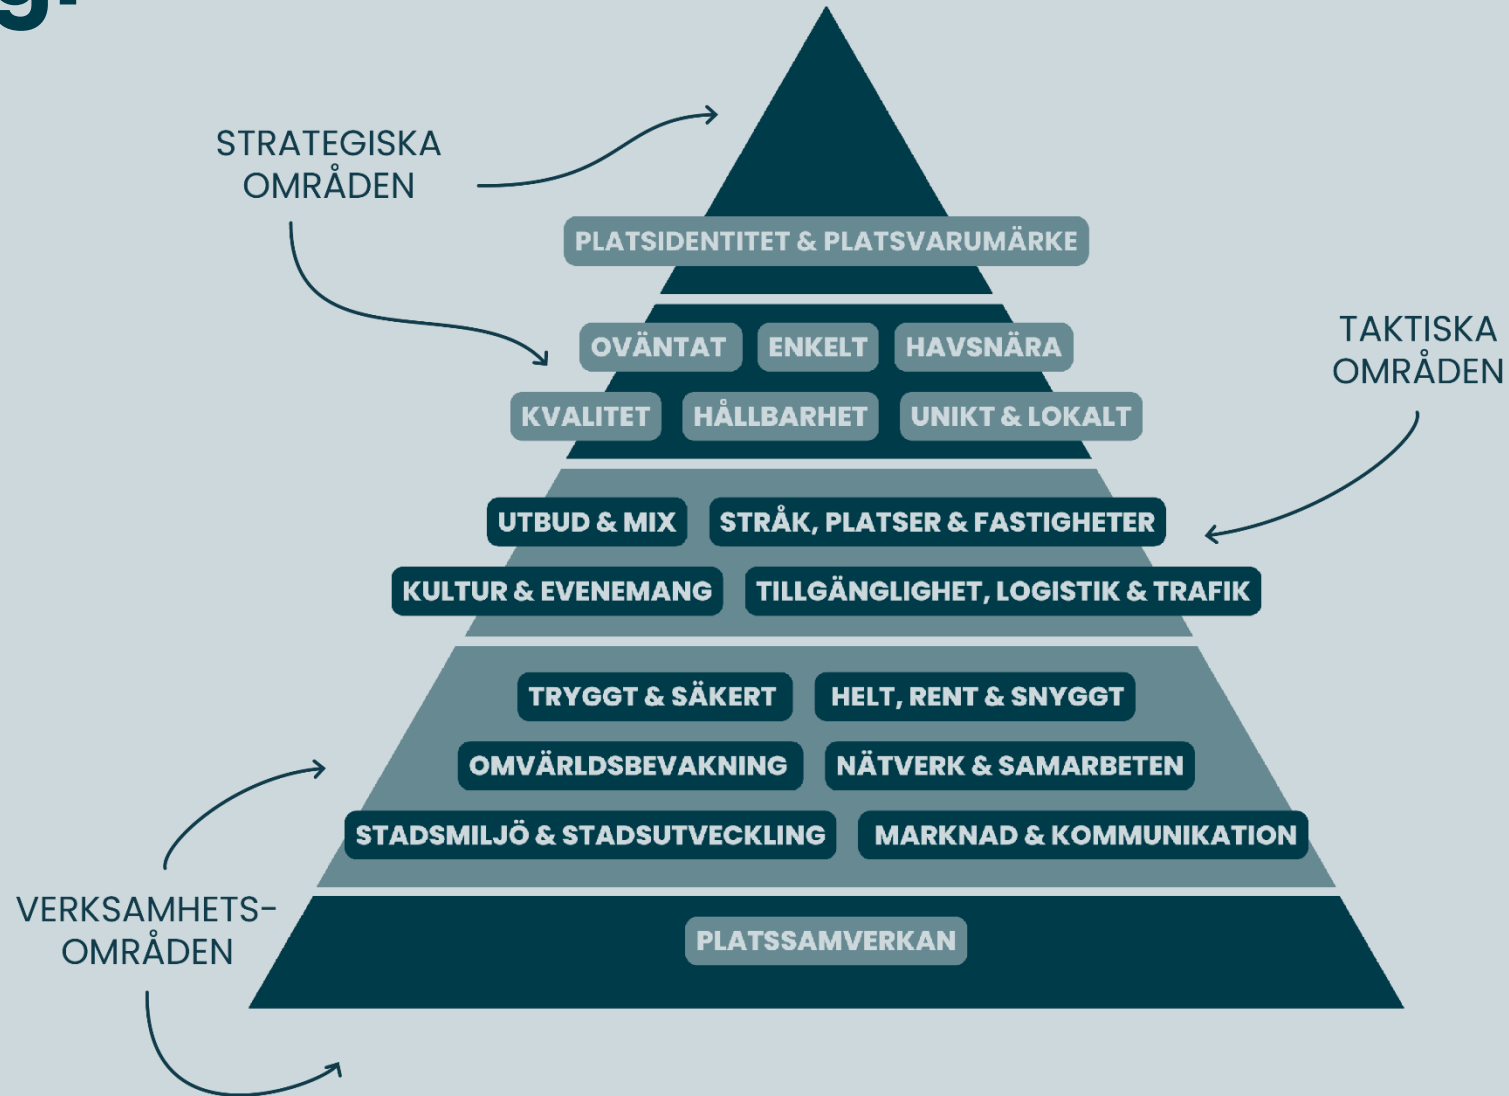 g.
STRATEGISKA
OMRÅDEN
PLATSIDENTITET & PLATSVARUMÄRKE
OVÄNTAT ENKELT HAVSNÄRA
KVALITET HÅLLBARHET UNIKT & LOKALT
TAKTISKA
OMRÅDEN
UTBUD & MIX STRÅK, PLATSER & FASTIGHETER
KULTUR & EVENEMANG TILLGÄNGLIGHET, LOGISTIK & TRAFIK
TRYGGT & SÄKERT HELT, RENT & SNYGGT
OMVÄRLDSBEVAKNING NÄTVERK & SAMARBETEN
STADSMILJÖ & STADSUTVECKLING MARKNAD & KOMMUNIKATION
VERKSAMHETS-
OMRÅDEN
PLATSSAMVERKAN